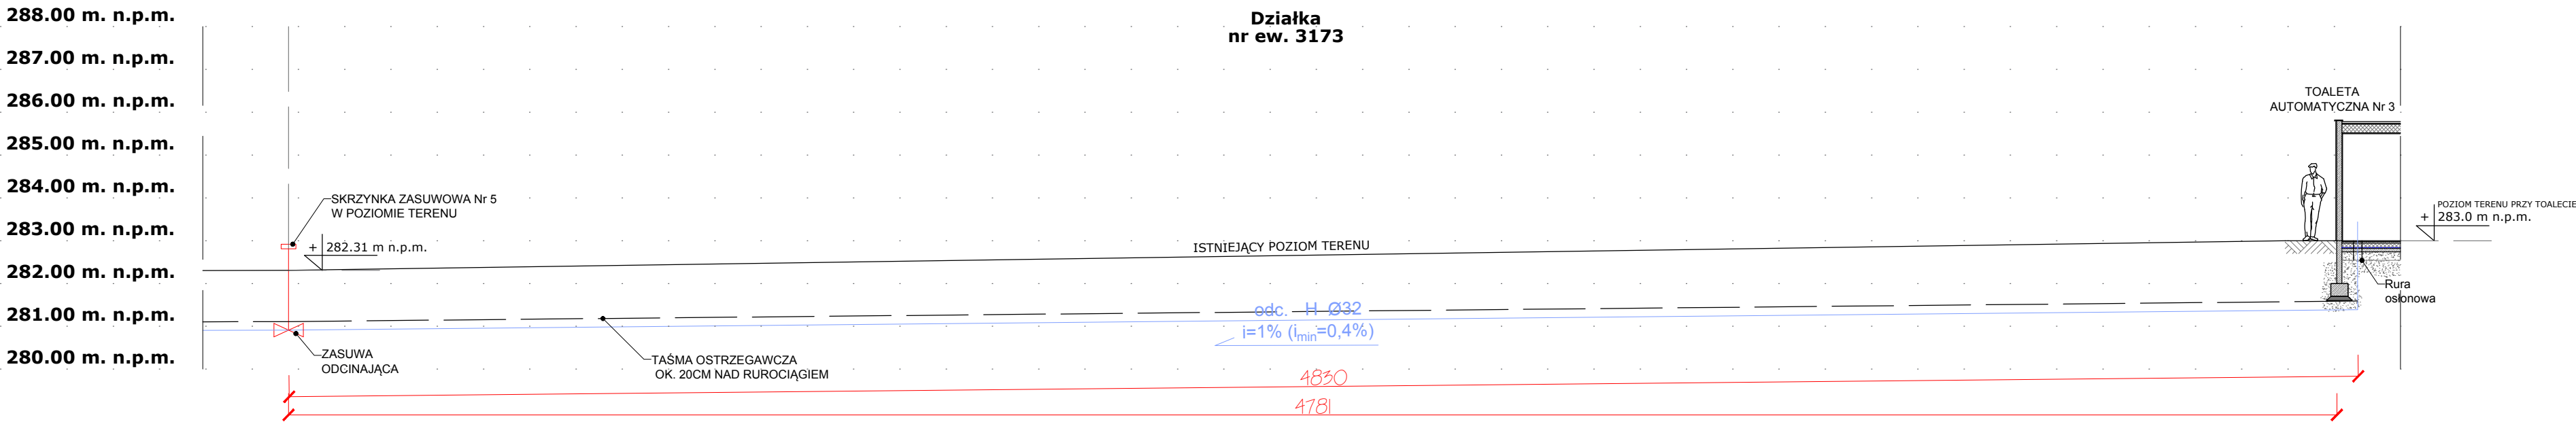 288.00 m. n.p.m.
287.00 m. n.p.m.
286.00 m. n.p.m.
285.00 m. n.p.m.
284.00 m. n.p.m.
283.00 m. n.p.m.
282.00 m. n.p.m.
281.00 m. n.p.m.
280.00 m. n.p.m.
Działka
nr ew. 3173
TOALETA
AUTOMATYCZNA Nr 3
SKRZYNKA ZASUWOWA Nr 5
W POZIOMIE TERENU
+ 282.31 m n.p.m.
ISTNIEJĄCY POZIOM TERENU
POZIOM TERENU PRZY TOALECIE
+ 283.0 m n.p.m.
Rura
osłonowa
odc. H Ø32
i=1% (imin=0,4%)
ZASUWA
ODCINAJĄCA
TAŚMA OSTRZEGAWCZA
OK. 20CM NAD RUROCIĄGIEM
4830
4781